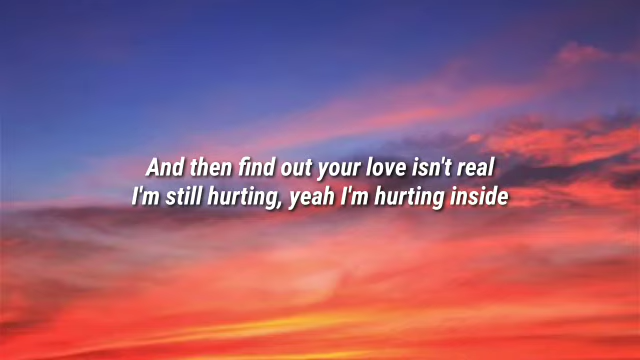 And then find out your love isn't real
I'm still hurting, yeah I'm hurting inside